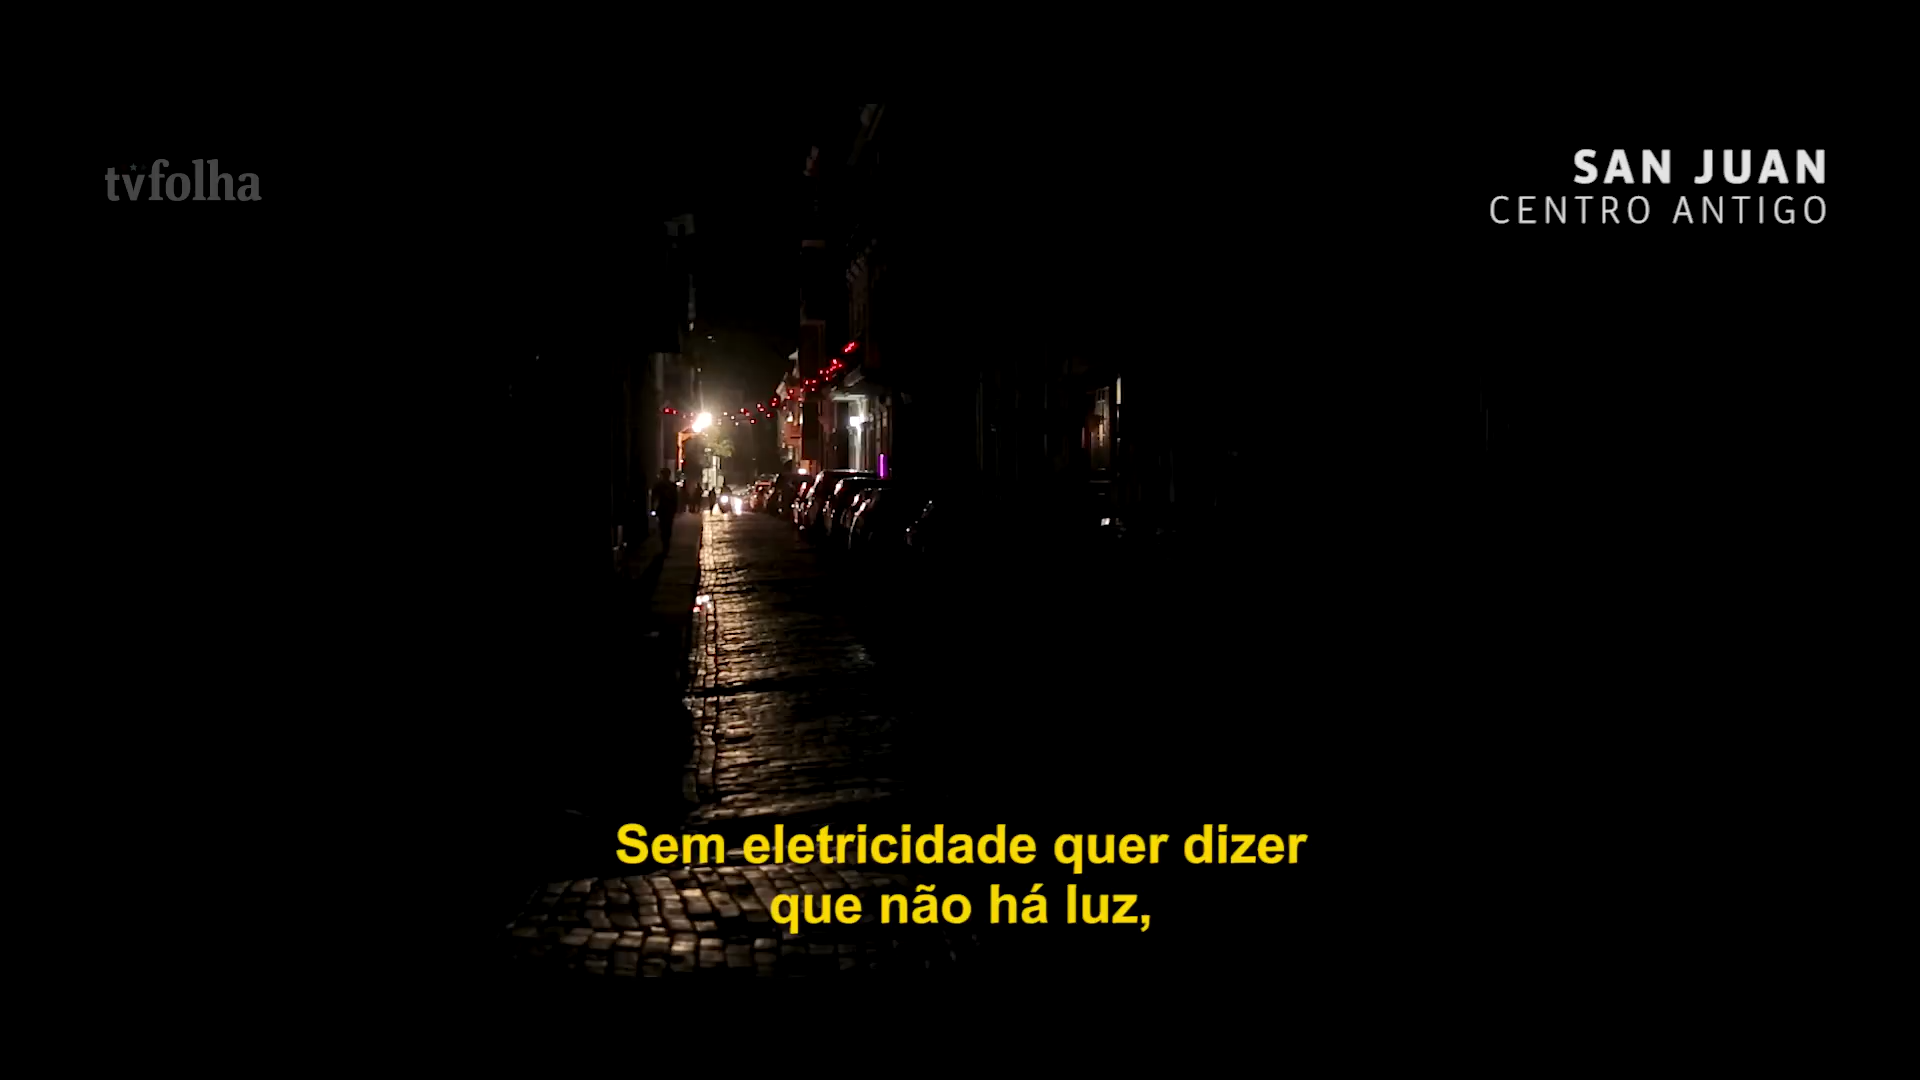 tvfolha
SAN JUAN
CENTRO ANTIGO
Sem eletricidade quer dizer
que não há luz,